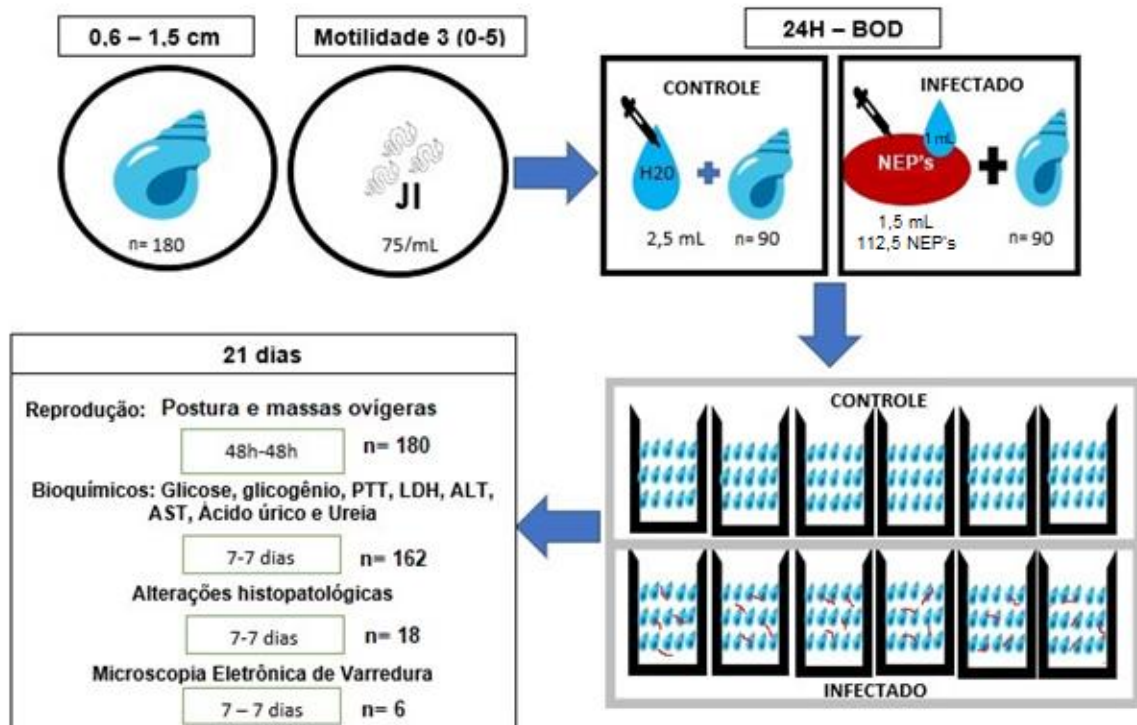 0,6 – 1,5 cm
n= 180
Motilidade 3 (0-5)
JI
75/mL
24H – BOD
CONTROLE
H20
2,5 mL
n= 90
INFECTADO
1 mL
NEP's
1,5 mL
112,5 NEP's
n= 90
CONTROLE
INFECTADO
21 dias
Reprodução: Postura e massas ovígeras
48h-48h
n= 180
Bioquímicos: Glicose, glicogênio, PTT, LDH, ALT,
AST, Ácido úrico e Ureia
7-7 dias
n= 162
Alterações histopatológicas
7-7 dias
n= 18
Microscopia Eletrônica de Varredura
7 – 7 dias
n= 6